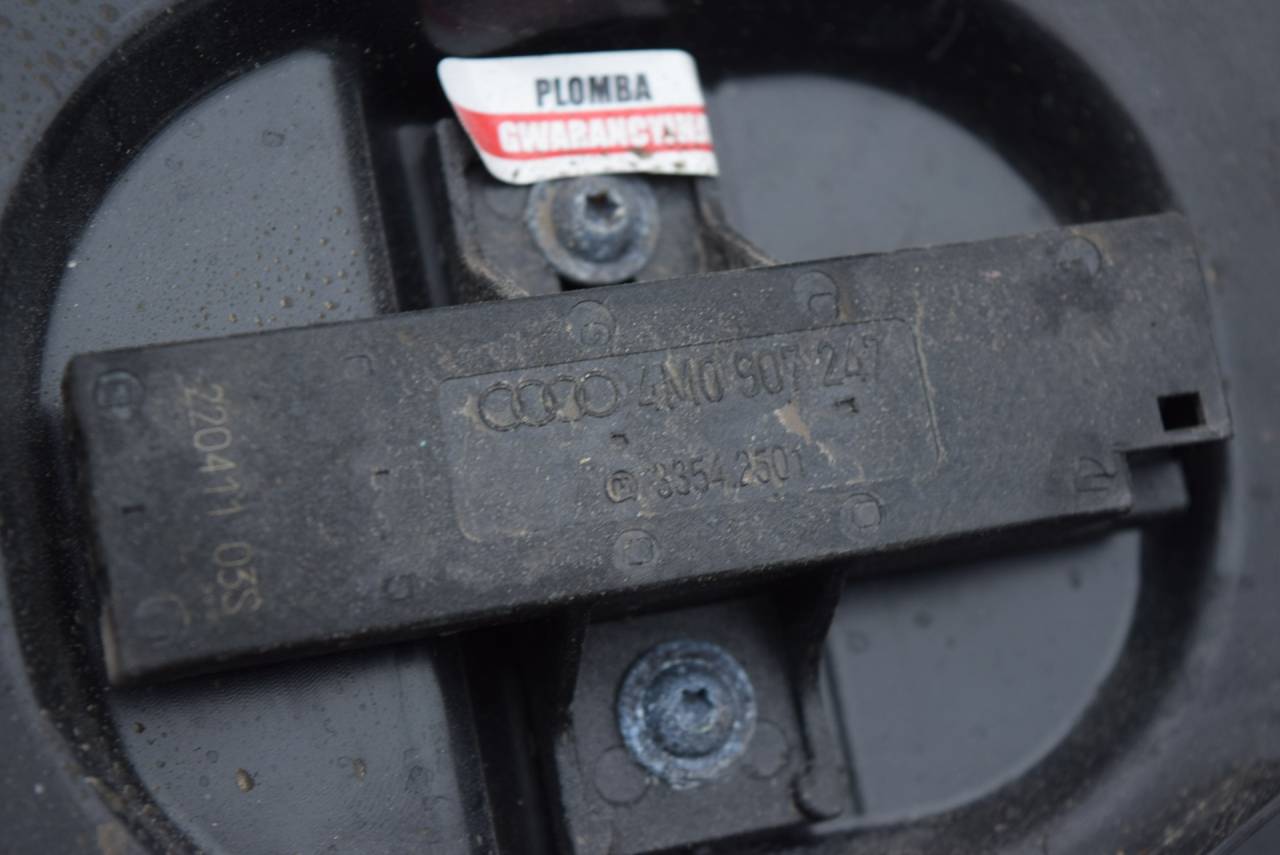 PLOMBA
GWARANCYJNA
4M0 907 247
3354.2501
220411 03S